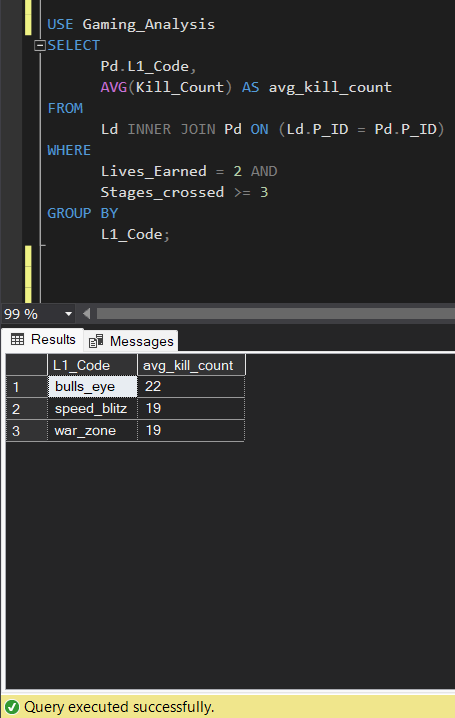 USE Gaming_Analysis
SELECT
Pd.L1_Code,
AVG(Kill_Count) AS avg_kill_count
FROM
Ld INNER JOIN Pd ON (Ld.P_ID = Pd.P_ID)
WHERE
Lives_Earned = 2 AND
Stages_crossed >= 3
GROUP BY
L1_Code;
99 %
Results Messages
L1_Code avg_kill_count
1 bulls_eye 22
2 speed_blitz 19
3 war_zone 19
Query executed successfully.